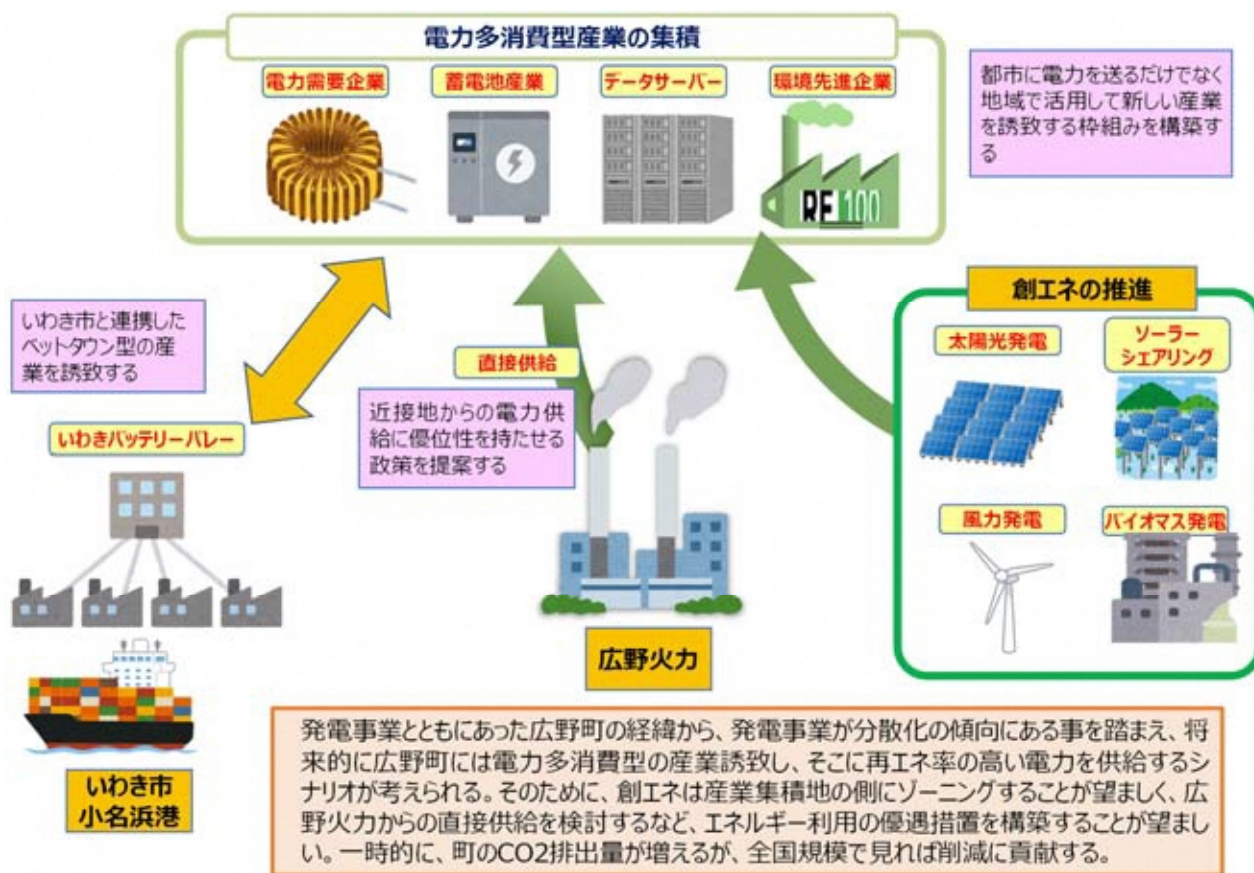 電力多消費型産業の集積
電力需要企業
蓄電池産業
データサーバー
環境先進企業
RE 100
都市に電力を送るだけでなく
地域で活用して新しい産業
を誘致する枠組みを構築す
る
いわき市と連携した
ベットタウン型の産
業を誘致する
いわきバッテリーバレー
直接供給
近接地からの電力供
給に優位性を持たせる
政策を提案する
創エネの推進
太陽光発電
ソーラー
シェアリング
風力発電
バイオマス発電
広野火力
いわき市
小名浜港
発電事業とともにあった広野町の経緯から、発電事業が分散化の傾向にある事を踏まえ、将
来的に広野町には電力多消費型の産業誘致し、そこに再エネ率の高い電力を供給するシ
ナリオが考えられる。そのために、創エネは産業集積地の側にゾーニングすることが望ましく、広
野火力からの直接供給を検討するなど、エネルギー利用の優遇措置を構築することが望まし
い。一時的に、町のCO2排出量が増えるが、全国規模で見れば削減に貢献する。